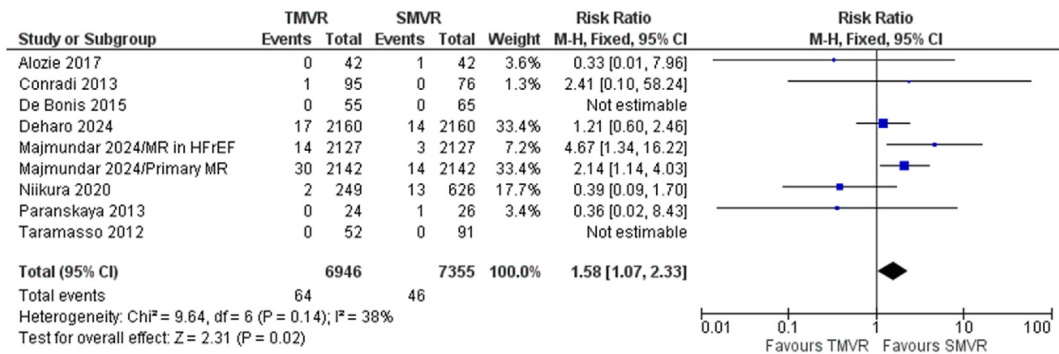 TMVR SMVR Risk Ratio Risk Ratio
Study or Subgroup Events Total Events Total Weight M-H, Fixed, 95% CI M-H, Fixed, 95% CI
Alozie 2017 0 42 1 42 3.6% 0.33 [0.01, 7.96]
Conradi 2013 1 95 0 76 1.3% 2.41 [0.10, 58.24]
De Bonis 2015 0 55 0 65 Not estimable
Deharo 2024 17 2160 14 2160 33.4% 1.21 [0.60, 2.46]
Majmundar 2024/MR in HFrEF 14 2127 3 2127 7.2% 4.67 [1.34, 16.22]
Majmundar 2024/Primary MR 30 2142 14 2142 33.4% 2.14 [1.14, 4.03]
Niikura 2020 2 249 13 626 17.7% 0.39 [0.09, 1.70]
Paranskaya 2013 0 24 1 26 3.4% 0.36 [0.02, 8.43]
Taramasso 2012 0 52 0 91 Not estimable
Total (95% CI) 6946 7355 100.0% 1.58 [1.07, 2.33]
Total events 64 46
Heterogeneity: Chi² = 9.64, df = 6 (P = 0.14); I² = 38%
Test for overall effect: Z = 2.31 (P = 0.02)
0.01 0.1 1 10 100
Favours TMVR Favours SMVR